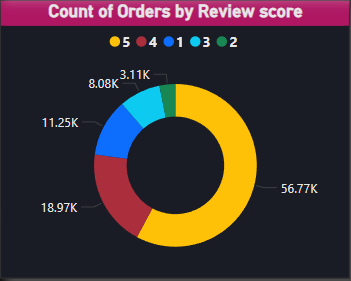 Count of Orders by Review score
5 4 1 3 2
3.11K
8.08K
11.25K
18.97K
56.77K